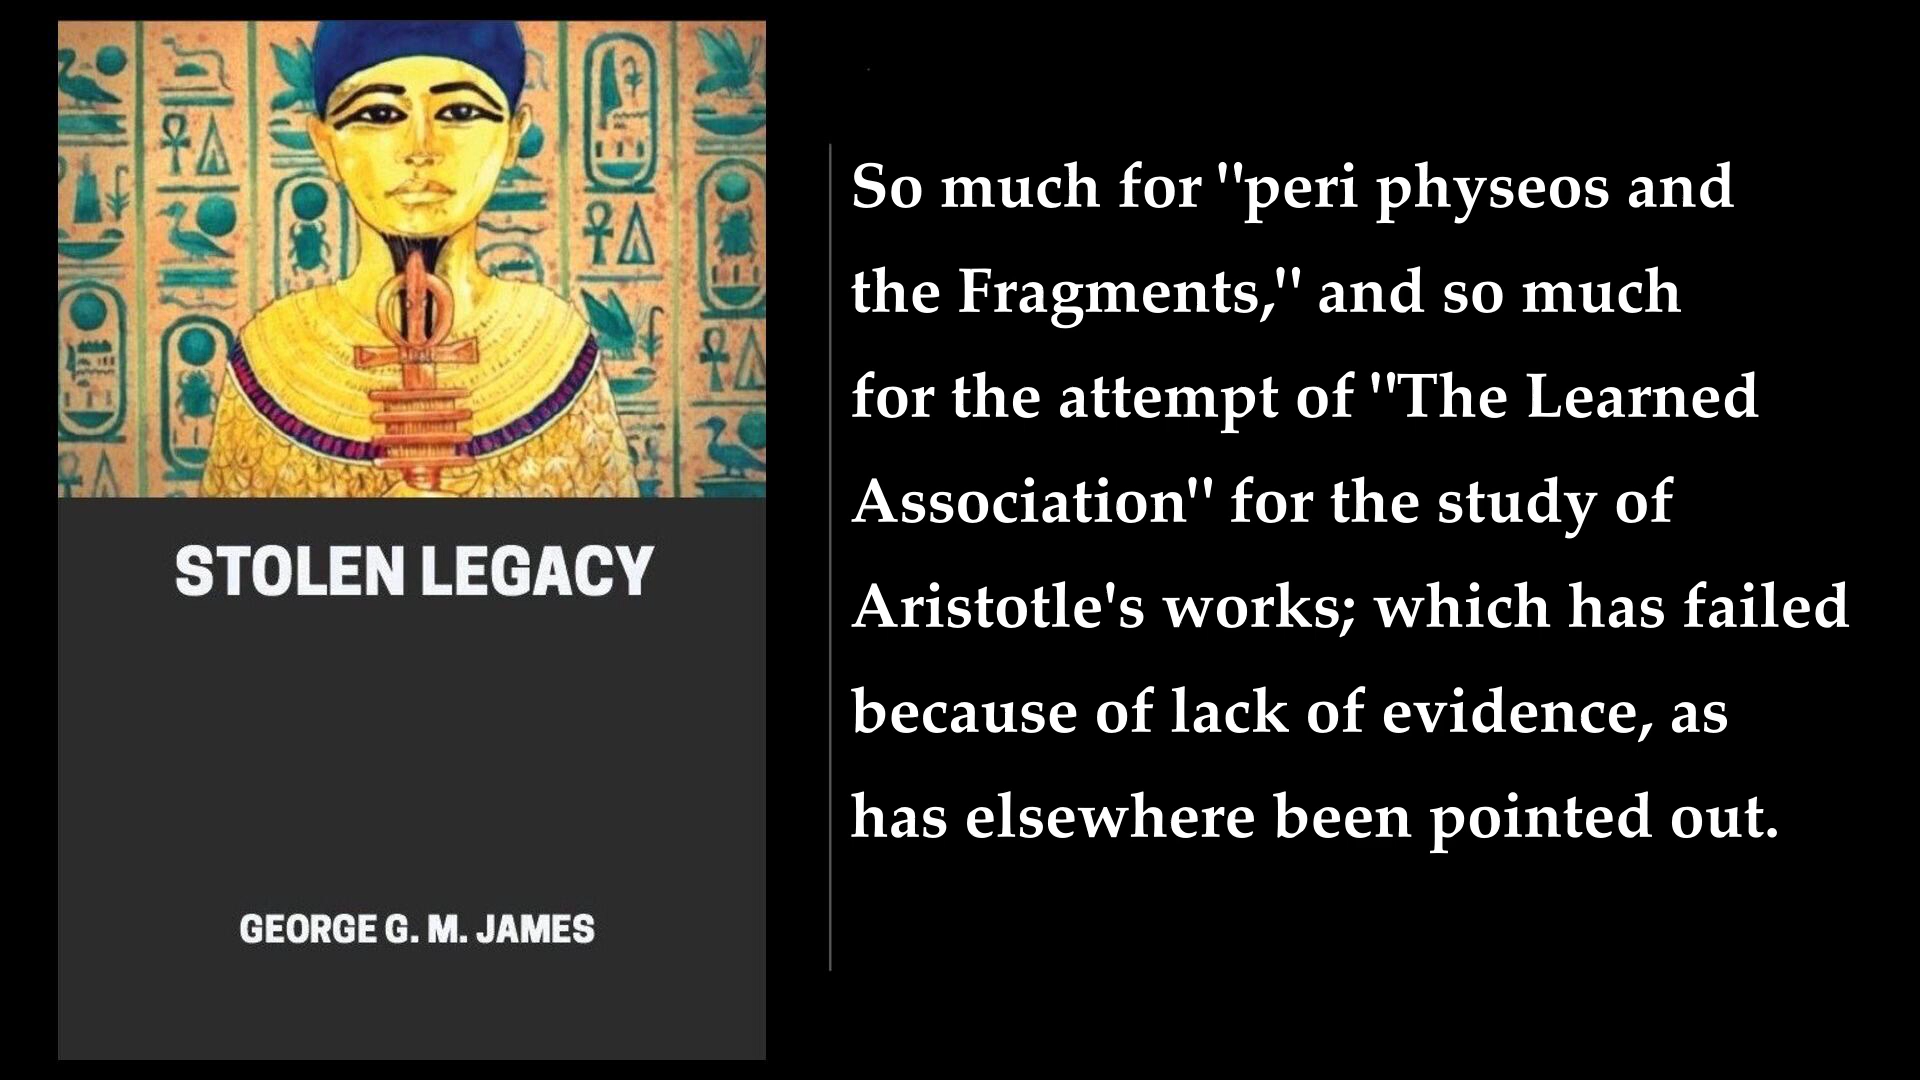 STOLEN LEGACY
GEORGE G. M. JAMES
So much for "peri physeos and
the Fragments," and so much
for the attempt of "The Learned
Association" for the study of
Aristotle's works; which has failed
because of lack of evidence, as
has elsewhere been pointed out.